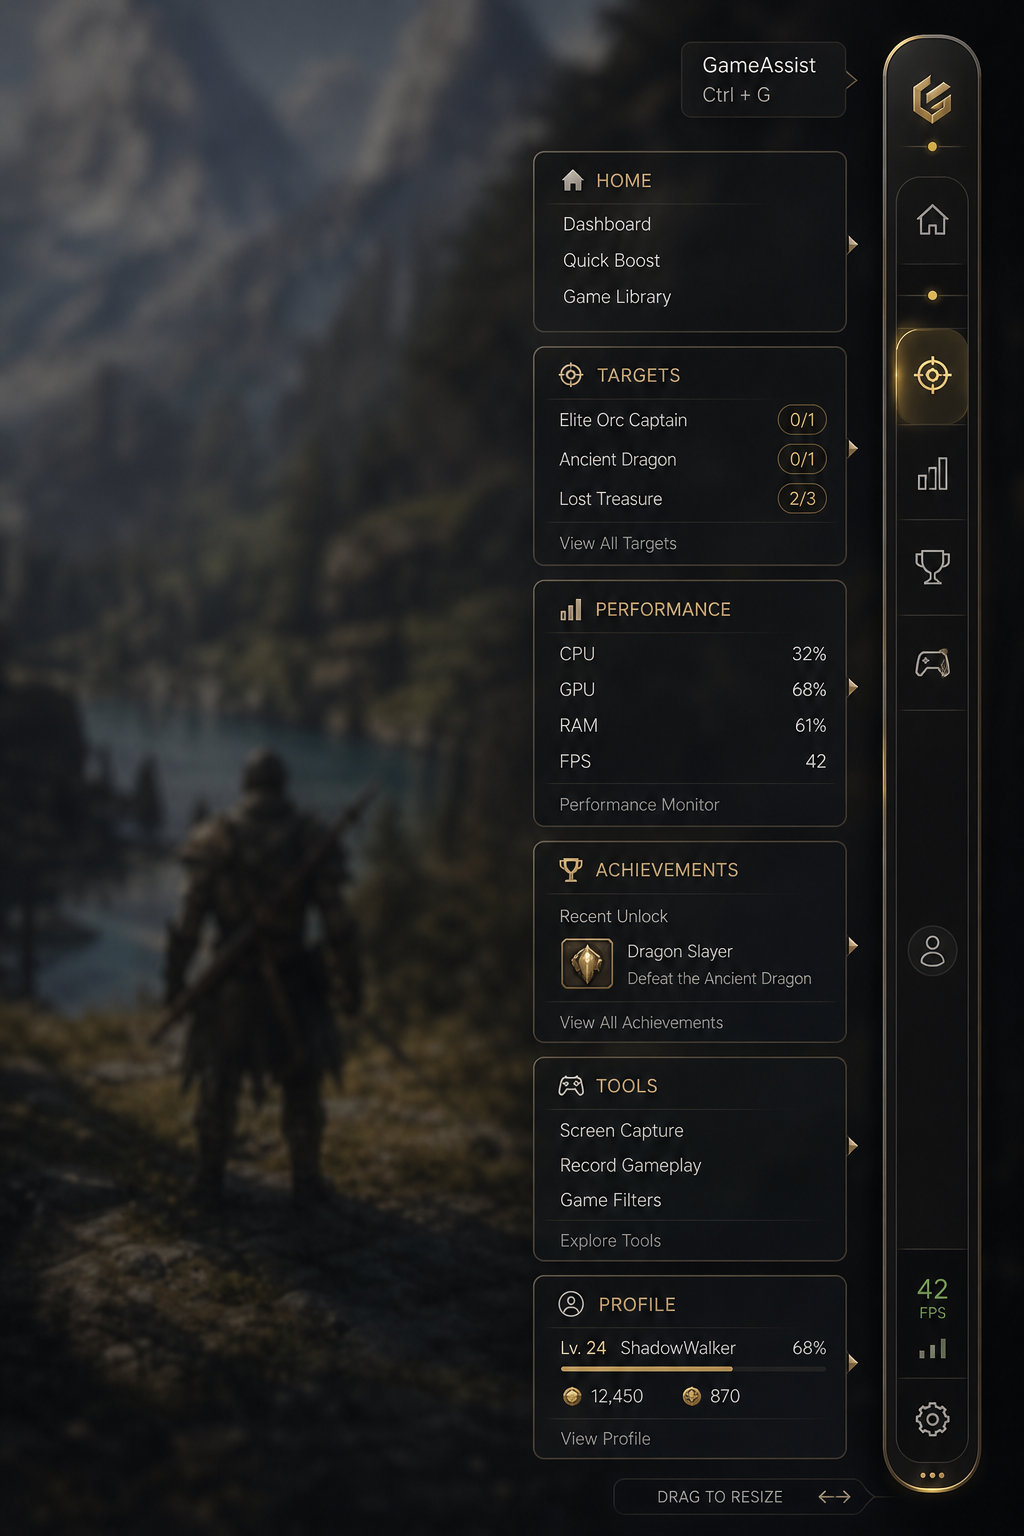 GameAssist
Ctrl + G
HOME
Dashboard
Quick Boost
Game Library
TARGETS
Elite Orc Captain 0/1
Ancient Dragon 0/1
Lost Treasure 2/3
View All Targets
PERFORMANCE
CPU 32%
GPU 68%
RAM 61%
FPS 42
Performance Monitor
ACHIEVEMENTS
Recent Unlock
Dragon Slayer
Defeat the Ancient Dragon
View All Achievements
TOOLS
Screen Capture
Record Gameplay
Game Filters
Explore Tools
PROFILE
Lv. 24 ShadowWalker 68%
12,450 870
View Profile
DRAG TO RESIZE
42
FPS